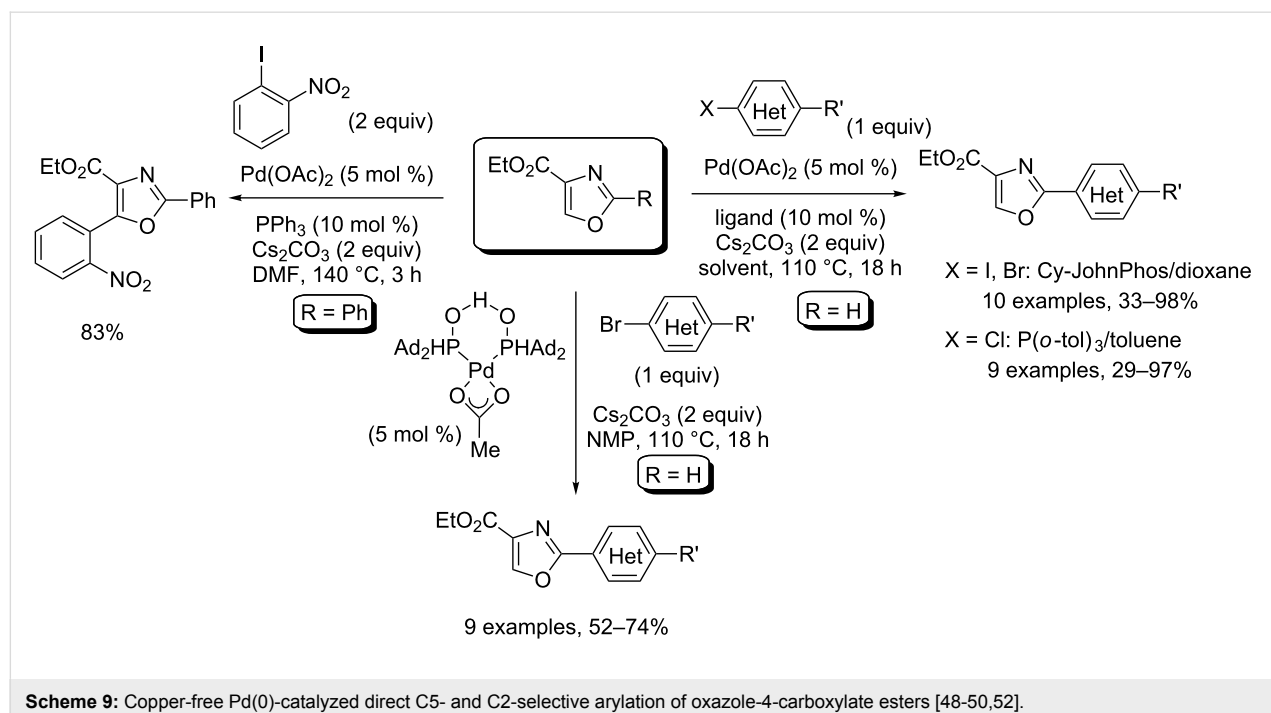 I
NO2
(2 equiv)
Pd(OAc)2 (5 mol %)
PPh3 (10 mol %)
Cs2CO3 (2 equiv)
DMF, 140 °C, 3 h
R = Ph
EtO2C
N
O
Ph
NO2
83%
EtO2C
N
O
R
X
Het
R'
(1 equiv)
Pd(OAc)2 (5 mol %)
ligand (10 mol %)
Cs2CO3 (2 equiv)
solvent, 110 °C, 18 h
R = H
EtO2C
N
O
Het
R'
X = I, Br: Cy-JohnPhos/dioxane
10 examples, 33–98%
X = Cl: P(o-tol)3/toluene
9 examples, 29–97%
H
O
O
Ad2HP
PHAd2
Pd
O
O
Me
(5 mol %)
Br
Het
R'
(1 equiv)
Cs2CO3 (2 equiv)
NMP, 110 °C, 18 h
R = H
EtO2C
N
O
Het
R'
9 examples, 52–74%
Scheme 9: Copper-free Pd(0)-catalyzed direct C5- and C2-selective arylation of oxazole-4-carboxylate esters [48-50,52].